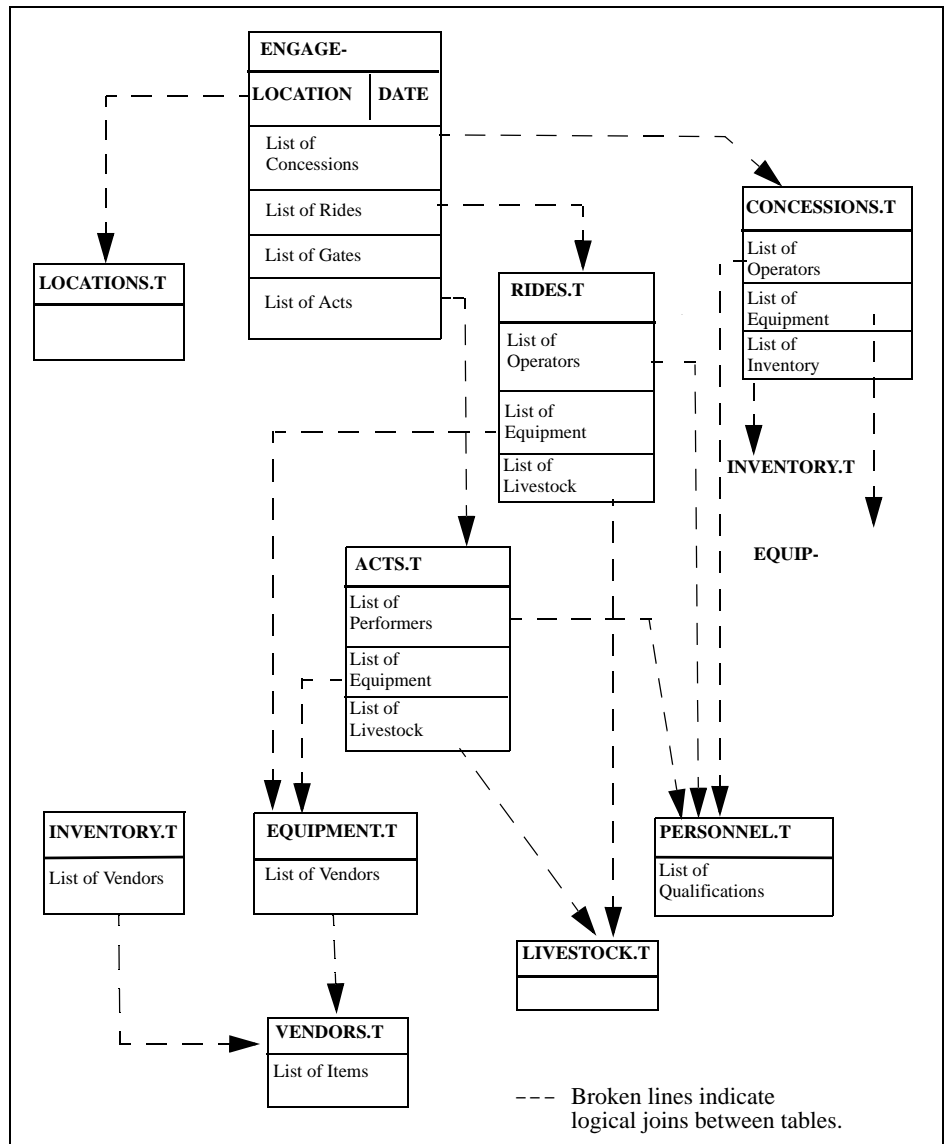 ENGAGE-
LOCATION DATE
List of
Concessions
List of Rides
List of Gates
List of Acts
LOCATIONS.T
CONCESSIONS.T
List of
Operators
List of
Equipment
List of
Inventory
RIDES.T
List of
Operators
List of
Equipment
List of
Livestock
INVENTORY.T
EQUIP-
ACTS.T
List of
Performers
List of
Equipment
List of
Livestock
INVENTORY.T
List of Vendors
EQUIPMENT.T
List of Vendors
PERSONNEL.T
List of
Qualifications
LIVESTOCK.T
VENDORS.T
List of Items
Broken lines indicate
logical joins between tables.